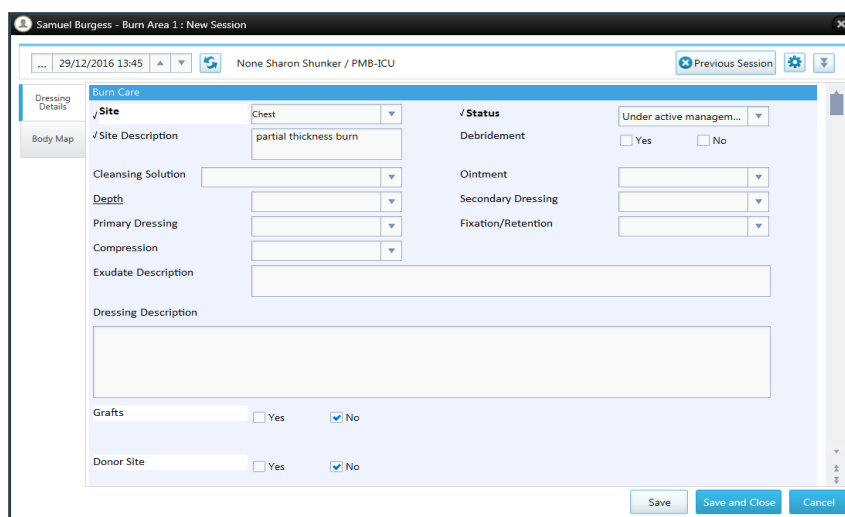 Samuel Burgess - Burn Area 1 : New Session
... 29/12/2016 13:45 None Sharon Shunker / PMB-ICU Previous Session
Dressing Details
Body Map
Burn Care
√Site Chest √Status Under active managem...
√Site Description partial thickness burn Debridement Yes No
Cleansing Solution Ointment
Depth Secondary Dressing
Primary Dressing Fixation/Retention
Compression
Exudate Description
Dressing Description
Grafts Yes No
Donor Site Yes No
Save Save and Close Cancel